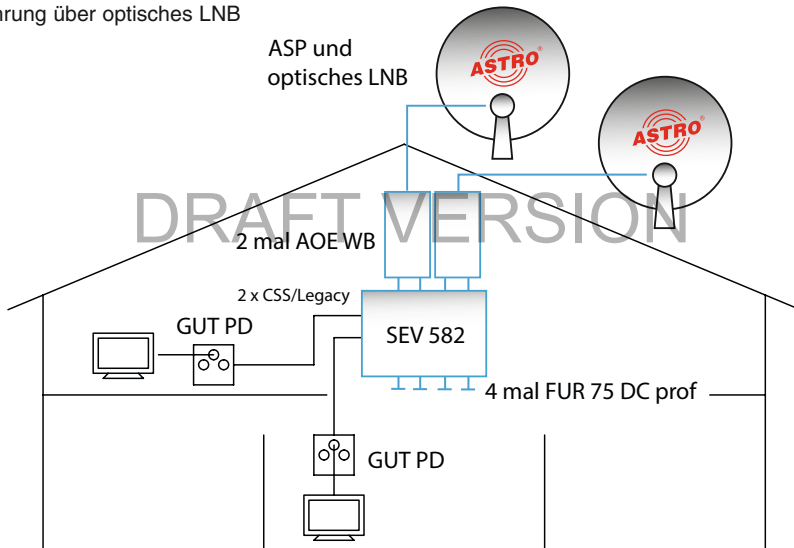 über optisches LNB
ASP und
optisches LNB
ASTRO®
ASTRO®
DRAFT VERSION
2 mal AOE WB
2 x CSS/Legacy
GUT PD
SEV 582
4 mal FUR 75 DC prof
GUT PD